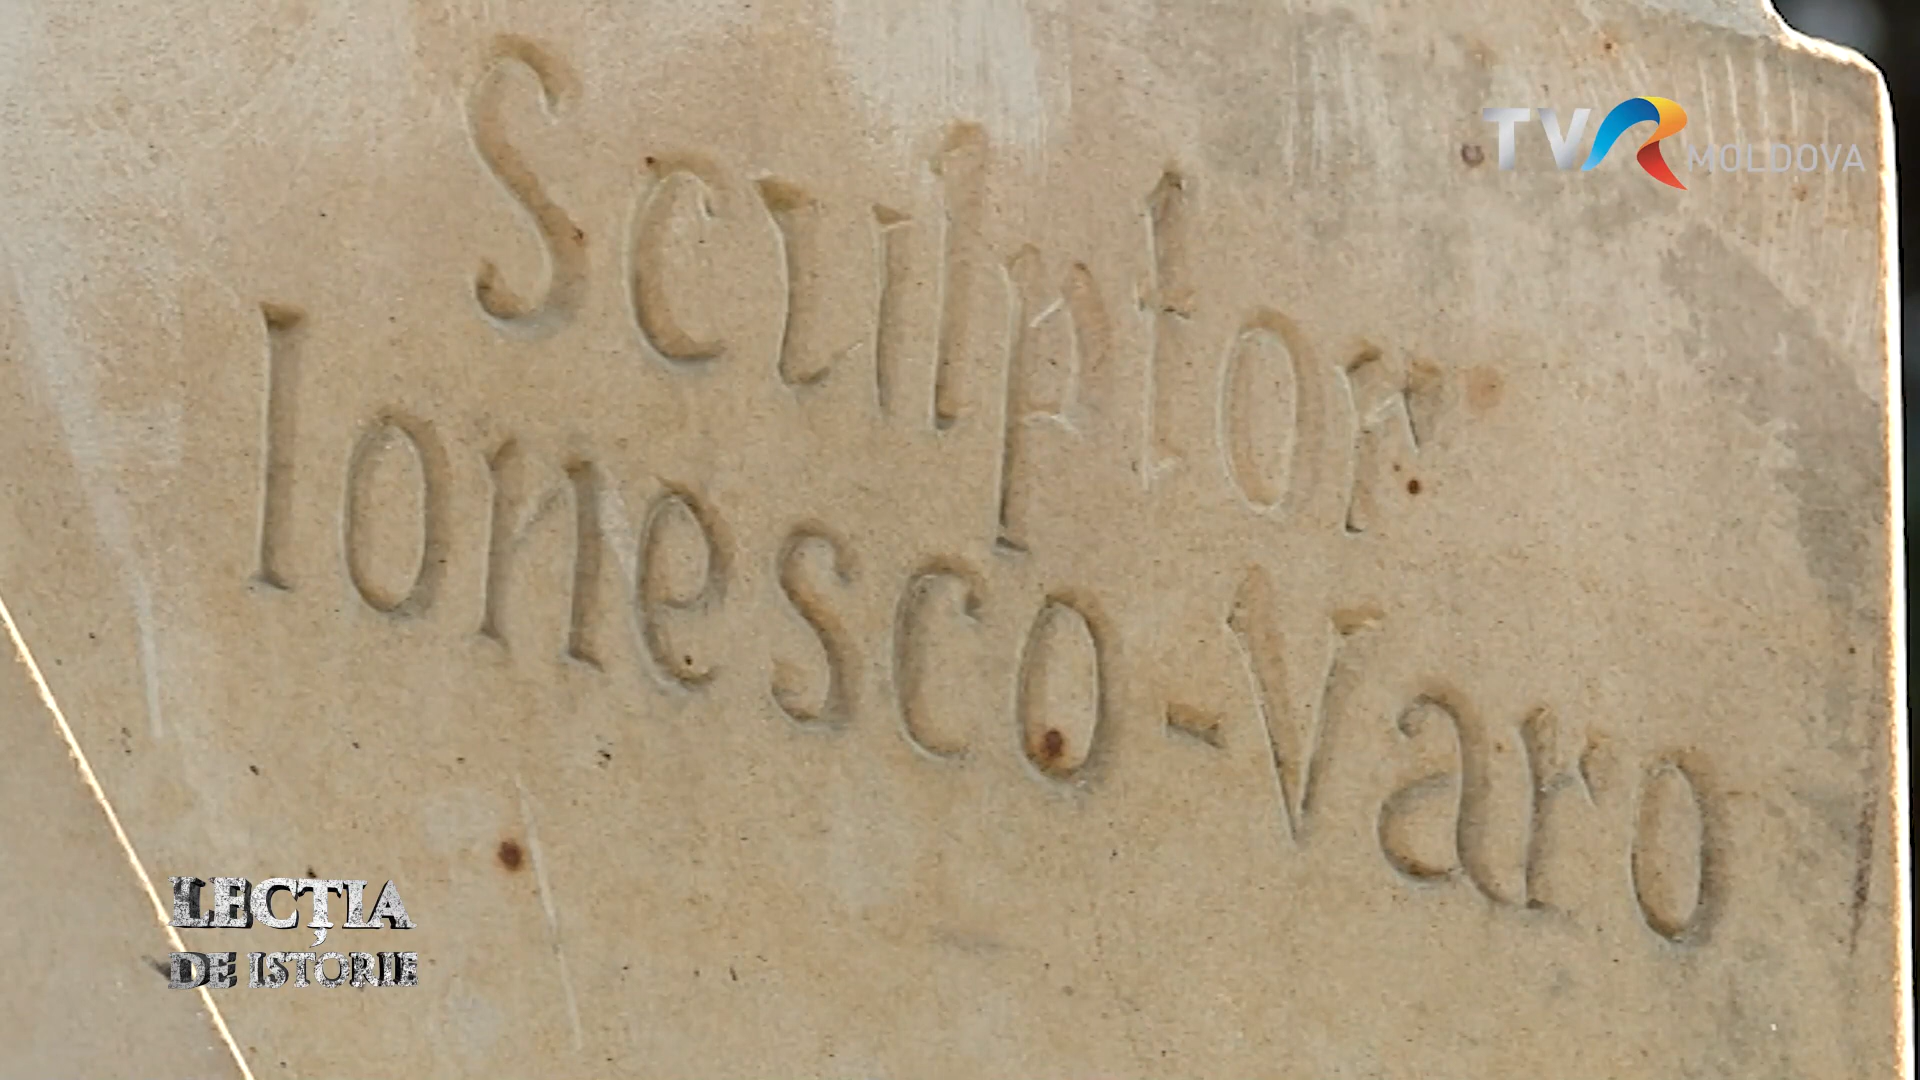 Sculptor
Ionesco-Varo
TVR MOLDOVA
LECȚIA
DE ISTORIE